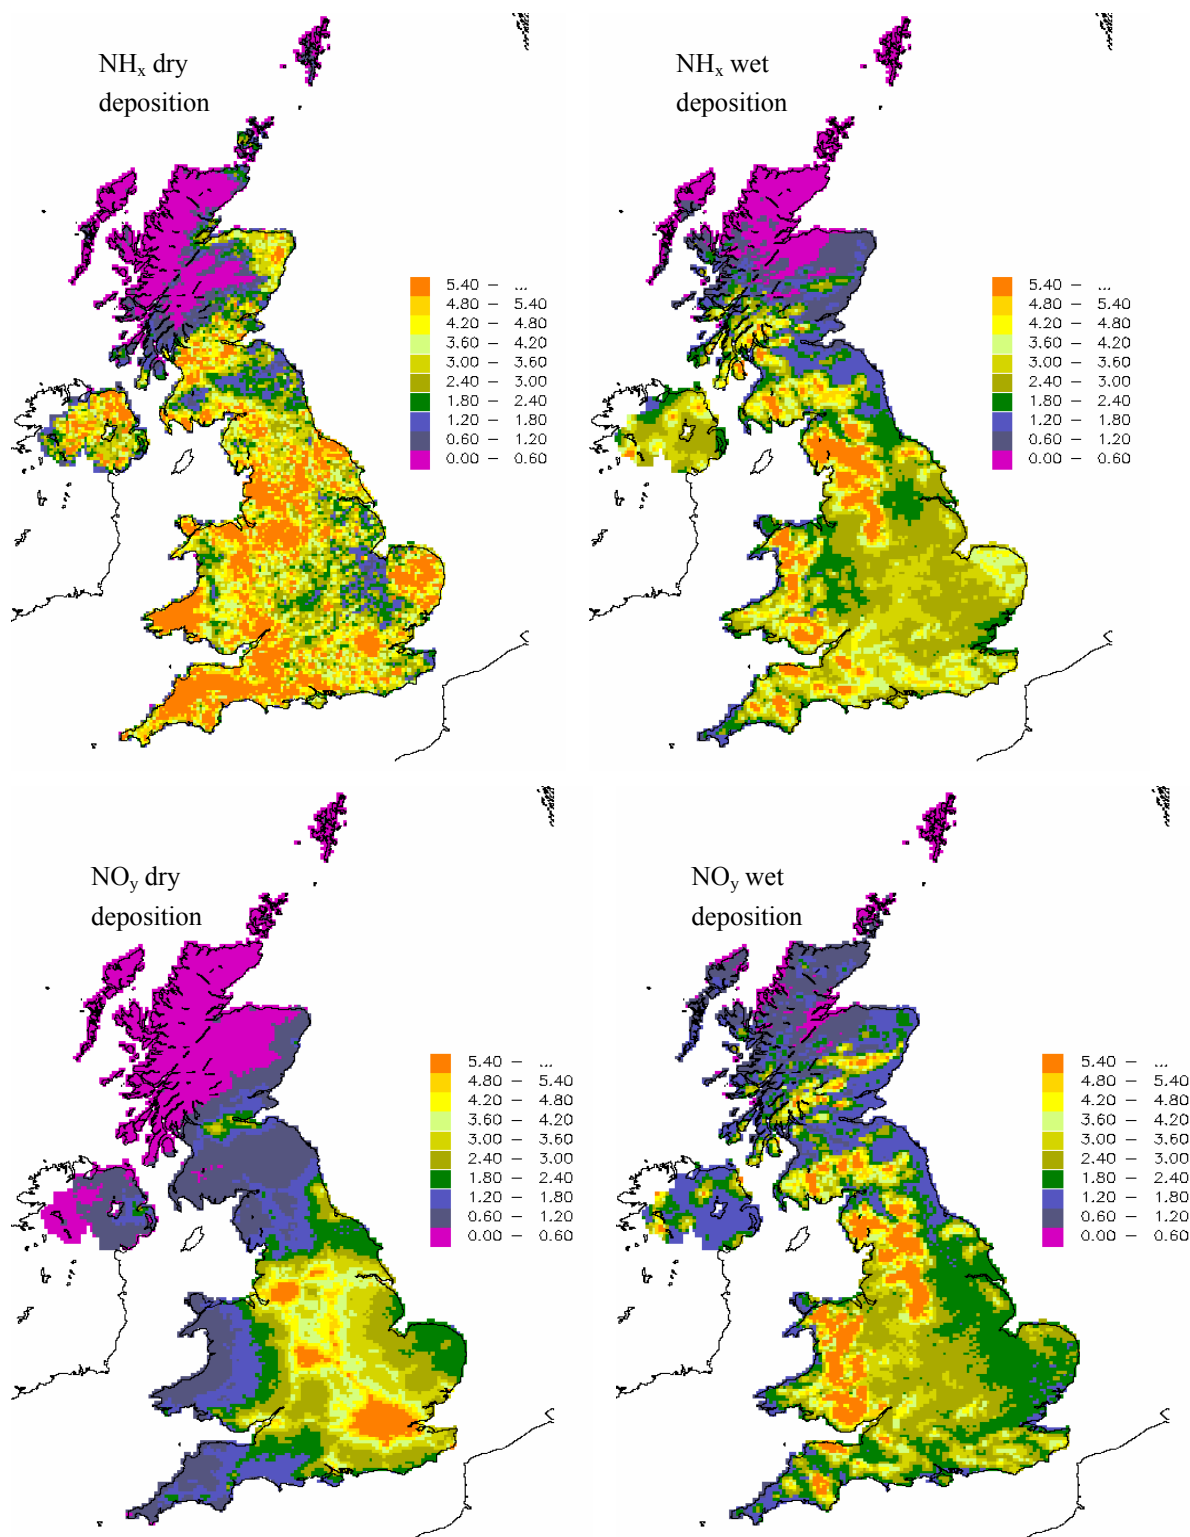 NHx dry
deposition
5.40 – ...
4.80 – 5.40
4.20 – 4.80
3.60 – 4.20
3.00 – 3.60
2.40 – 3.00
1.80 – 2.40
1.20 – 1.80
0.60 – 1.20
0.00 – 0.60
NHx wet
deposition
5.40 – ...
4.80 – 5.40
4.20 – 4.80
3.60 – 4.20
3.00 – 3.60
2.40 – 3.00
1.80 – 2.40
1.20 – 1.80
0.60 – 1.20
0.00 – 0.60
NOy dry
deposition
5.40 – ...
4.80 – 5.40
4.20 – 4.80
3.60 – 4.20
3.00 – 3.60
2.40 – 3.00
1.80 – 2.40
1.20 – 1.80
0.60 – 1.20
0.00 – 0.60
NOy wet
deposition
5.40 – ...
4.80 – 5.40
4.20 – 4.80
3.60 – 4.20
3.00 – 3.60
2.40 – 3.00
1.80 – 2.40
1.20 – 1.80
0.60 – 1.20
0.00 – 0.60